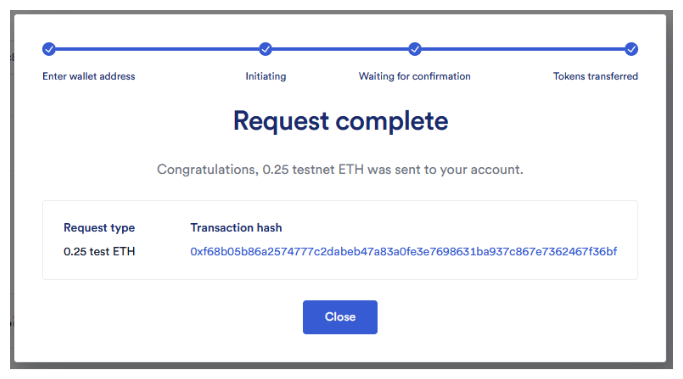 Enter wallet address
Initiating
Waiting for confirmation
Tokens transferred
Request complete
Congratulations, 0.25 testnet ETH was sent to your account.
Request type
Transaction hash
0.25 test ETH
0xf68b05b86a2574777c2dabeb47a83a0fe3e7698631ba937c867e7362467f36bf
Close